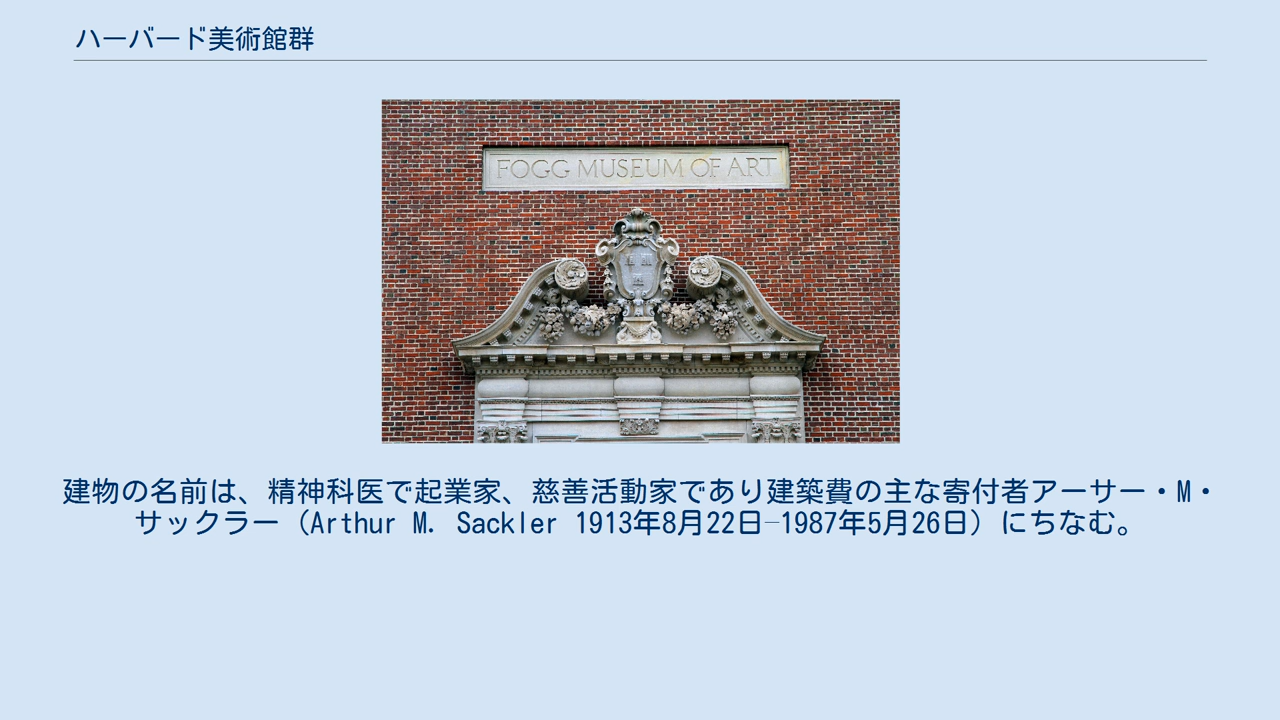 ハーバード美術館群
FOGG MUSEUM OF ART
建物の名前は、精神科医で起業家、慈善活動家であり建築費の主な寄付者アーサー・M・
サックラー（Arthur M. Sackler 1913年8月22日–1987年5月26日）にちなむ。